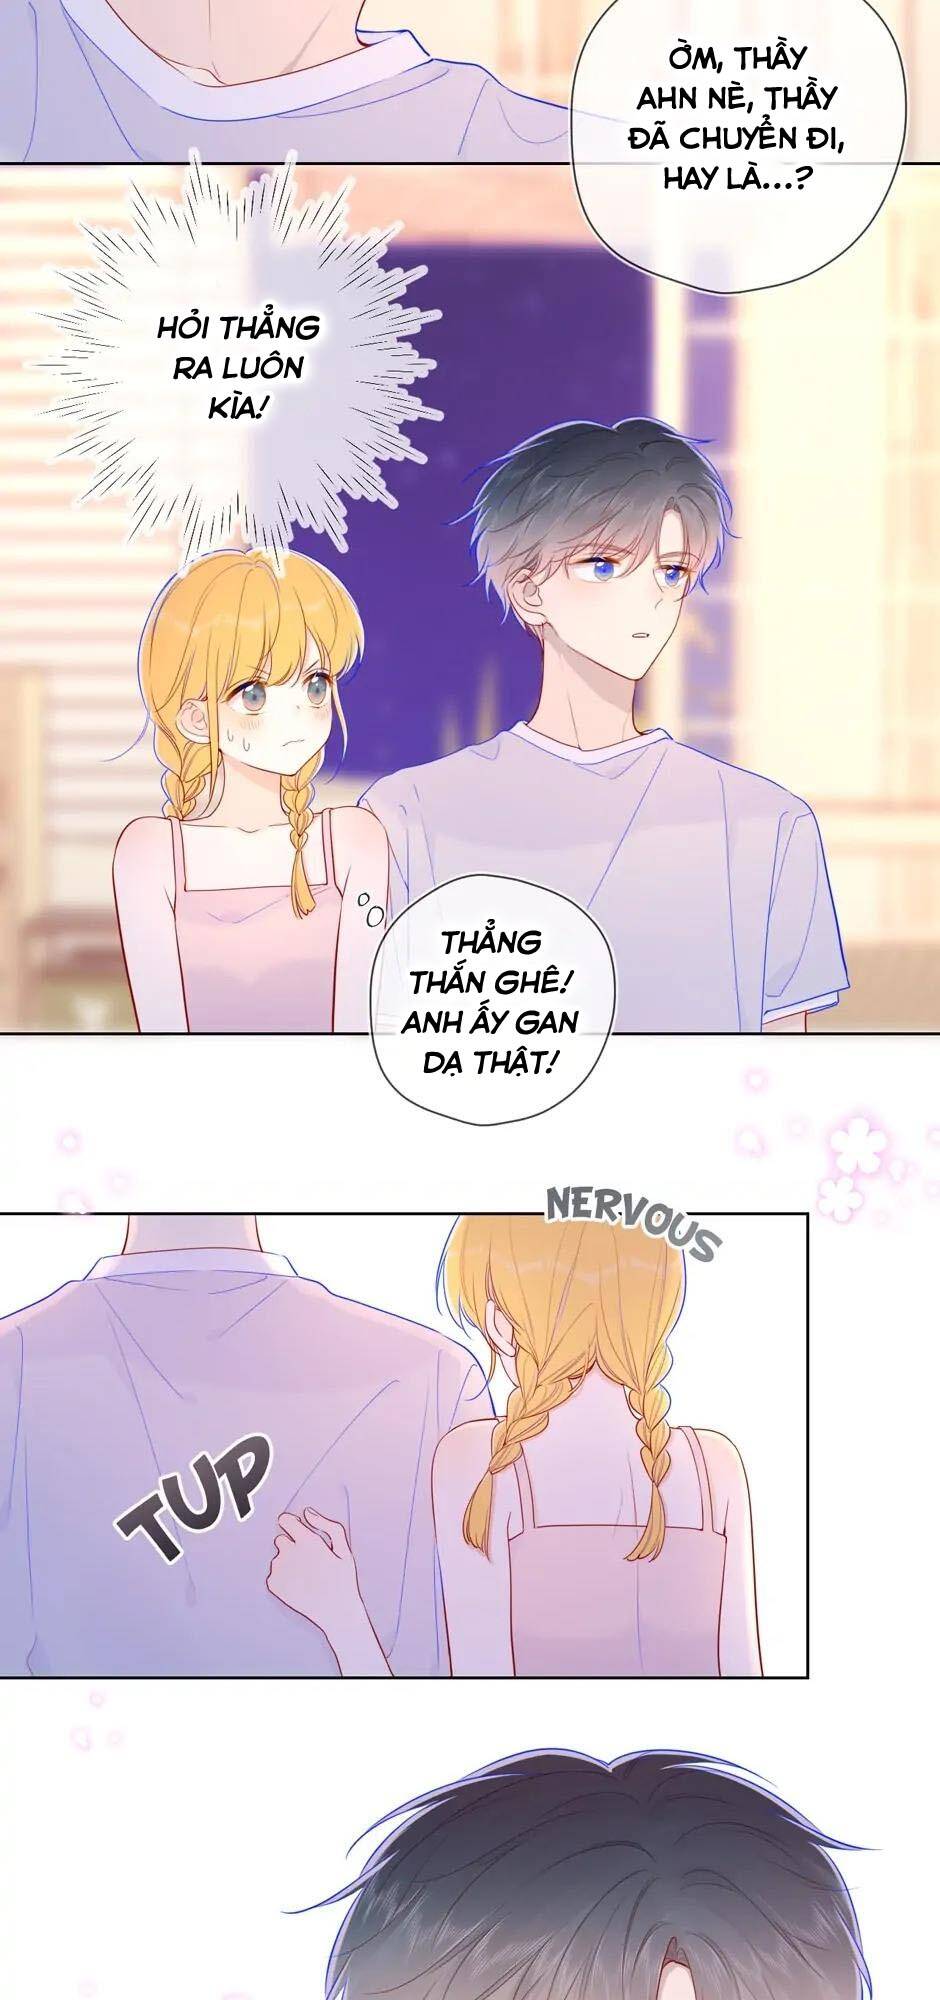 ỜM, THẦY
AHN NÈ, THẦY
ĐÃ CHUYỂN ĐI,
HAY LÀ...?
HỎI THẲNG
RA LUÔN
KÌA!
THẲNG
THẮN GHÊ!
ANH ẤY GAN
DẠ THẬT!
NERVOUS
TUP